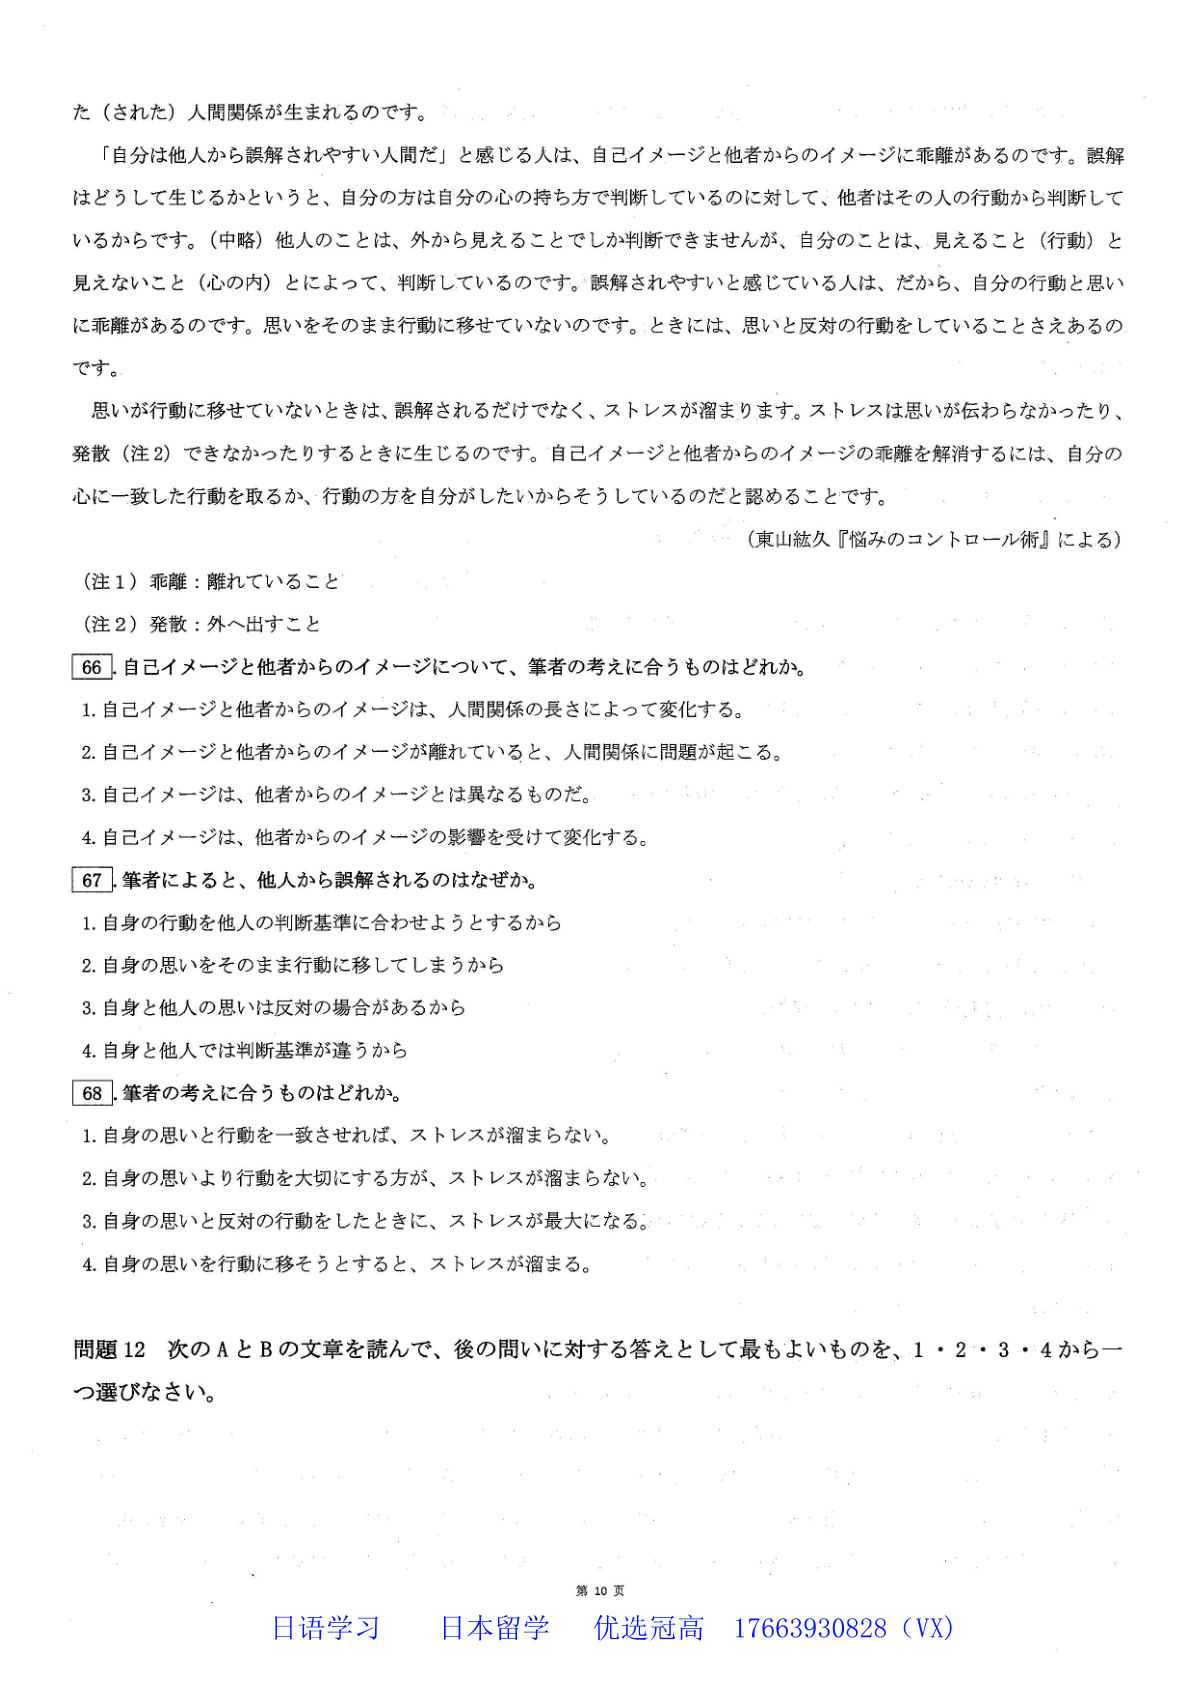 た（された）人間関係が生まれるのです。
「自分は他人から誤解されやすい人間だ」と感じる人は、自己イメージと他者からのイメージに乖離があるのです。誤解
はどうして生じるかというと、自分の方は自分の心の持ち方で判断しているのに対して、他者はその人の行動から判断して
いるからです。（中略）他人のことは、外から見えることでしか判断できませんが、自分のことは、見えること（行動）と
見えないこと（心の内）とによって、判断しているのです。誤解されやすいと感じている人は、だから、自分の行動と思い
に乖離があるのです。思いをそのまま行動に移せていないのです。ときには、思いと反対の行動をしていることさえあるの
です。
思いが行動に移せていないときは、誤解されるだけでなく、ストレスが溜まります。ストレスは思いが伝わらなかったり、
発散（注2）できなかったりするときに生じるのです。自己イメージと他者からのイメージの乖離を解消するには、自分の
心に一致した行動を取るか、行動の方を自分がしたいからそうしているのだと認めることです。
（東山紘久『悩みのコントロール術』による）
（注1）乖離：離れていること
（注2）発散：外へ出すこと
66.自己イメージと他者からのイメージについて、筆者の考えに合うものはどれか。
1.自己イメージと他者からのイメージは、人間関係の長さによって変化する。
2.自己イメージと他者からのイメージが離れていると、人間関係に問題が起こる。
3.自己イメージは、他者からのイメージとは異なるものだ。
4.自己イメージは、他者からのイメージの影響を受けて変化する。
67.筆者によると、他人から誤解されるのはなぜか。
1.自身の行動を他人の判断基準に合わせようとするから
2.自身の思いをそのまま行動に移してしまうから
3.自身と他人の思いは反対の場合があるから
4.自身と他人では判断基準が違うから
68.筆者の考えに合うものはどれか。
1.自身の思いと行動を一致させれば、ストレスが溜まらない。
2.自身の思いより行動を大切にする方が、ストレスが溜まらない。
3.自身の思いと反対の行動をしたときに、ストレスが最大になる。
4.自身の思いを行動に移そうとすると、ストレスが溜まる。
問題12　次のAとBの文章を読んで、後の問いに対する答えとして最もよいものを、1・2・3・4から一
つ選びなさい。
第 10 页
日语学习　日本留学　优选冠高　17663930828（VX）